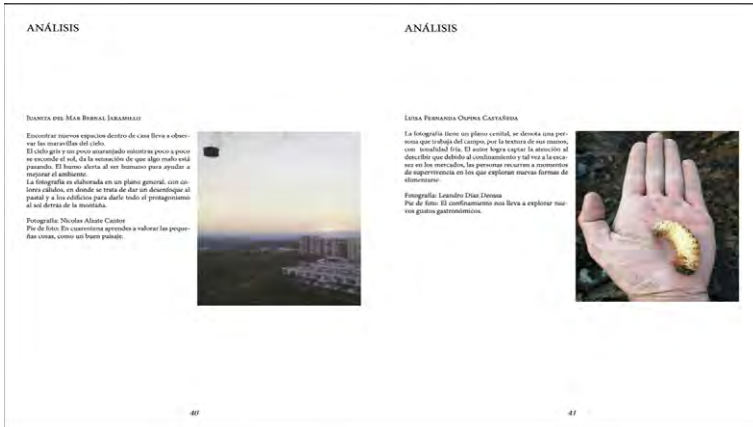 ANÁLISIS
JUANITA DEL MAR BERNAL JARAMILLO
Encontrar nuevos espacios dentro de casa lleva a obser-
var las maravillas del cielo.
El cielo gris y un poco anaranjado mientras poco a poco
se esconde el sol, da la sensación de que algo malo está
pasando. El humo alerta al ser humano para ayudar a
mejorar el ambiente.
La fotografía es elaborada en un plano general, con co-
lores cálidos, en donde se trata de dar un desenfoque al
pastal y a los edificios para darle todo el protagonismo
al sol detrás de la montaña.
Fotografía: Nicolas Alzate Cantor
Pie de foto: En cuarentena aprendes a valorar las peque-
ñas cosas, como un buen paisaje.
40
ANÁLISIS
LUISA FERNANDA OSPINA CASTAÑEDA
La fotografía tiene un plano cenital, se denota una per-
sona que trabaja del campo, por la textura de sus manos,
con tonalidad fría. El autor logra captar la atención al
describir que debido al confinamiento y tal vez a la esca-
sez en los mercados, las personas recurren a momentos
de supervivencia en los que exploran nuevas formas de
alimentarse.
Fotografía: Leandro Díaz
Pie de foto: El confinamiento nos lleva a explorar nue-
vos gustos gastronómicos.
41